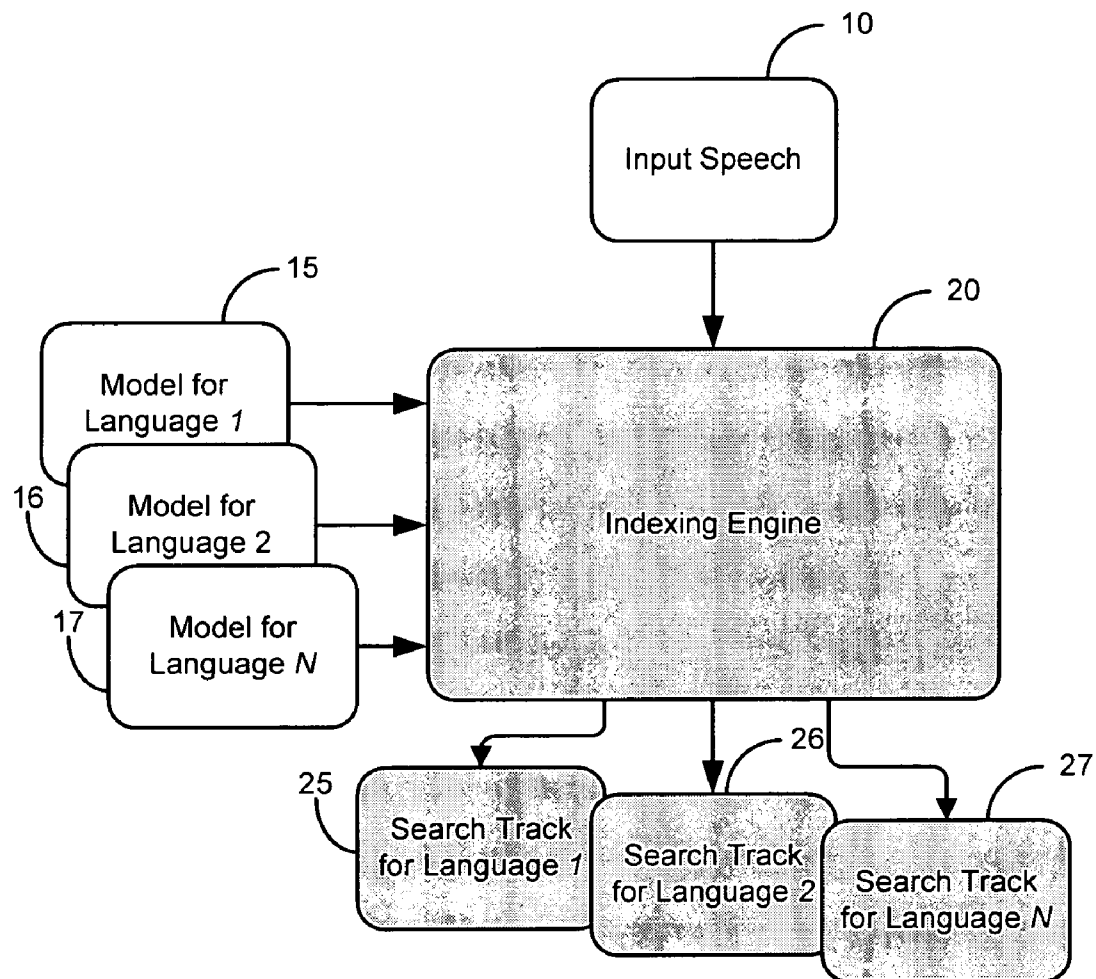 10
Input Speech
15
20
Model for
Language 1
16
Model for
Language 2
Indexing Engine
17
Model for
Language N
26
27
25
Search Track
for Language 1
Search Track
for Language 2
Search Track
for Language N